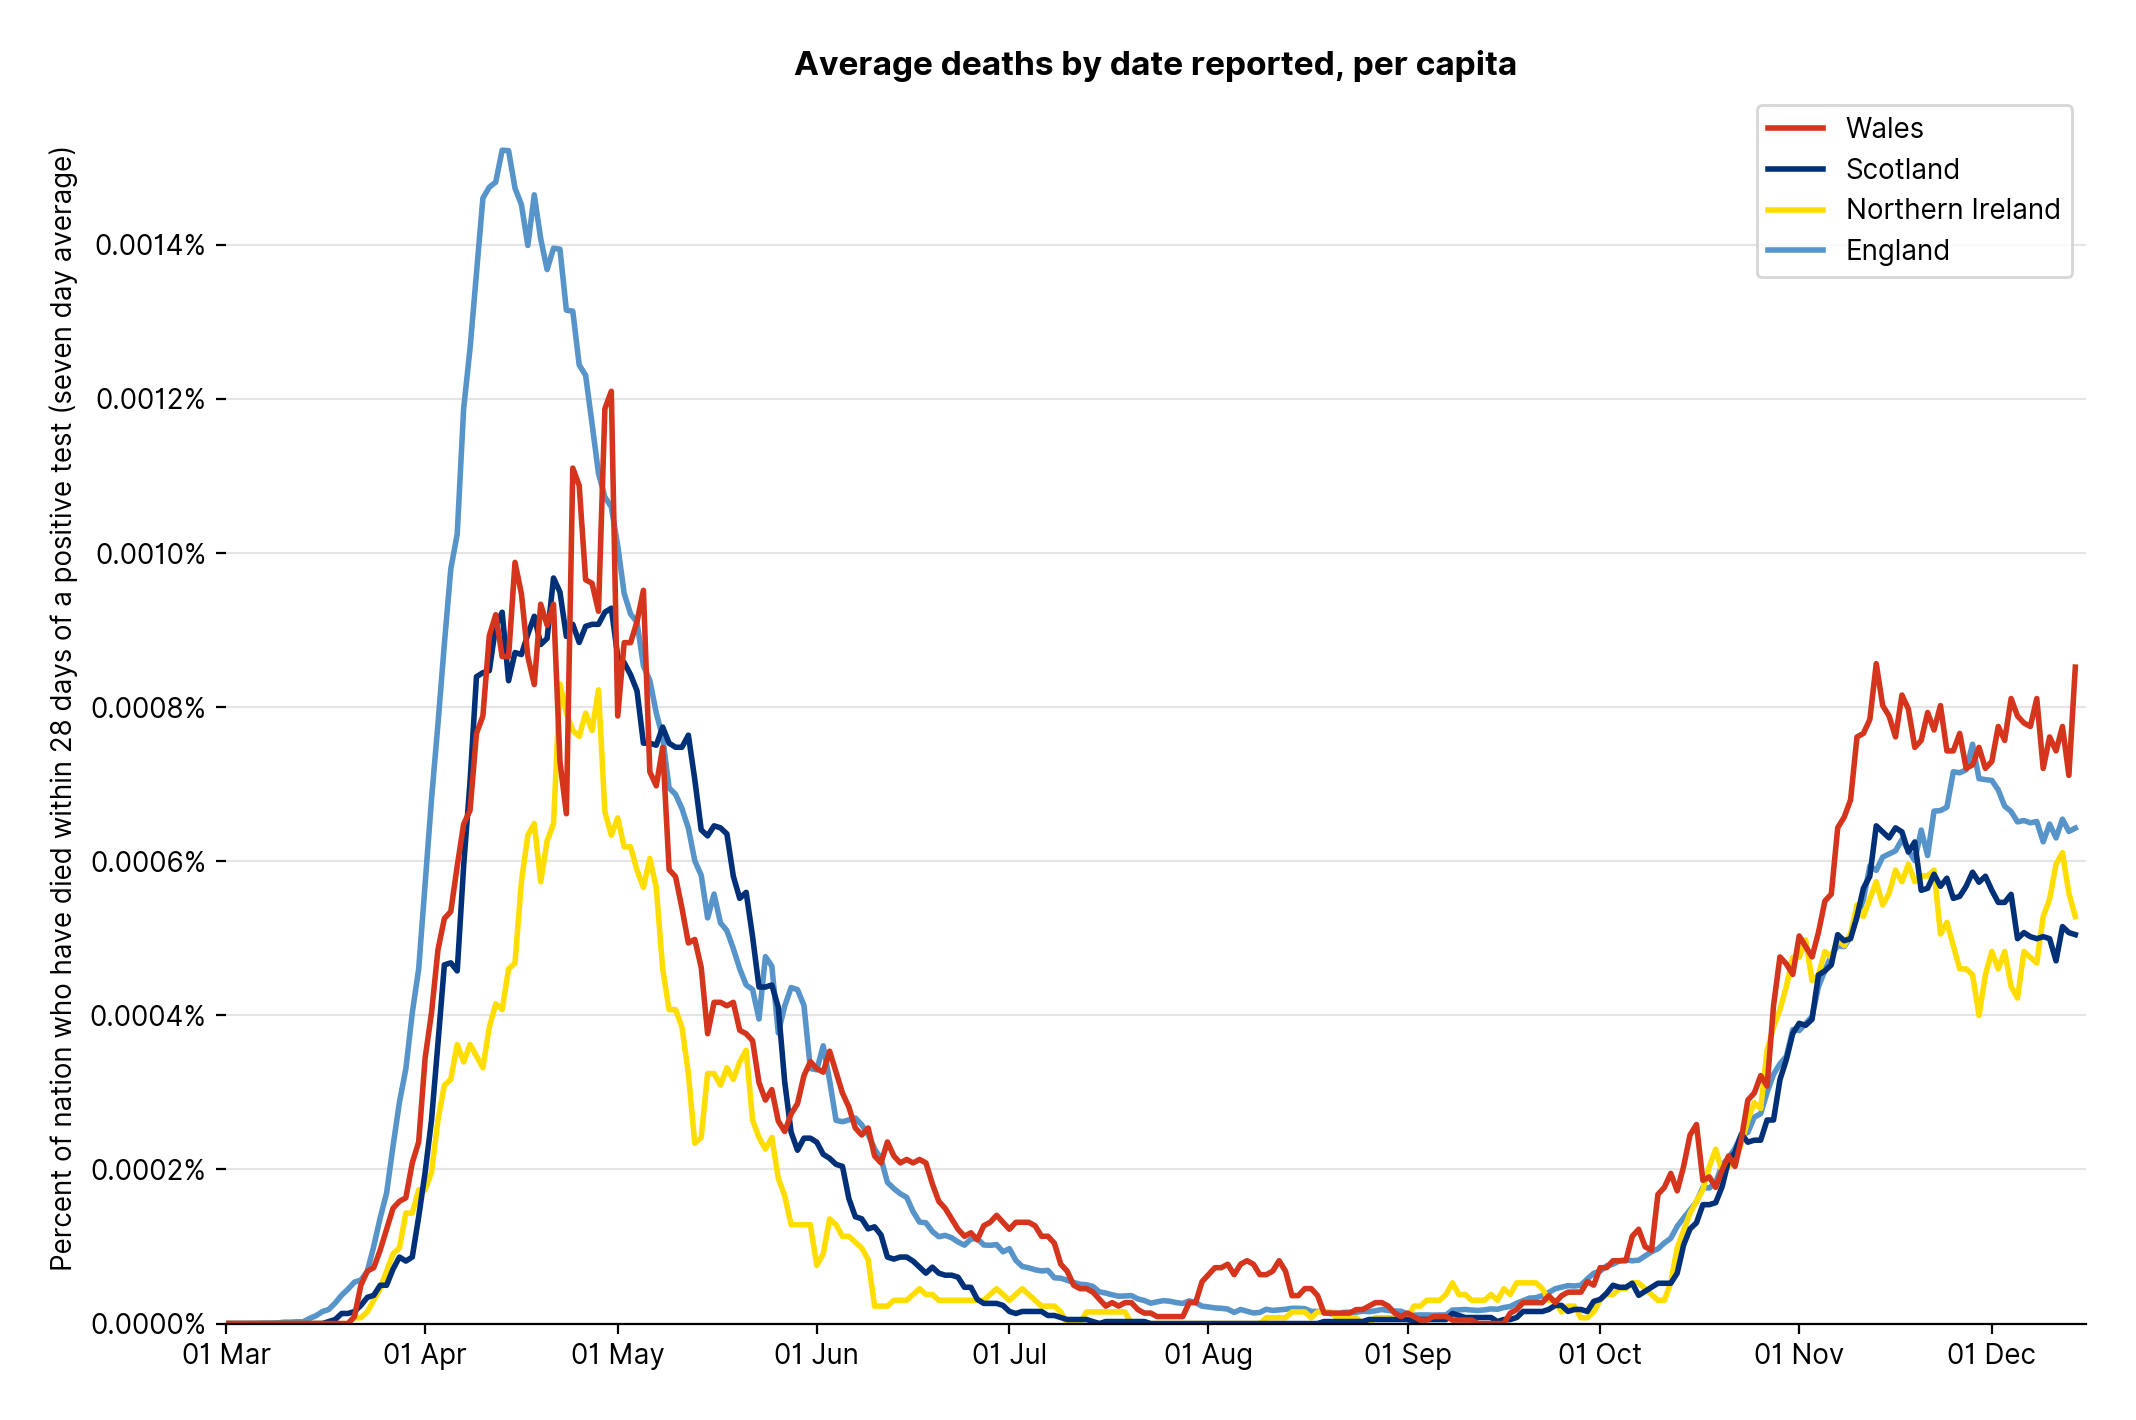 Average deaths by date reported, per capita
Wales
Scotland
Northern Ireland
England
Percent of nation who have died within 28 days of a positive test (seven day average)
0.0014%
0.0012%
0.0010%
0.0008%
0.0006%
0.0004%
0.0002%
0.0000%
01 Mar 01 Apr 01 May 01 Jun 01 Jul 01 Aug 01 Sep 01 Oct 01 Nov 01 Dec